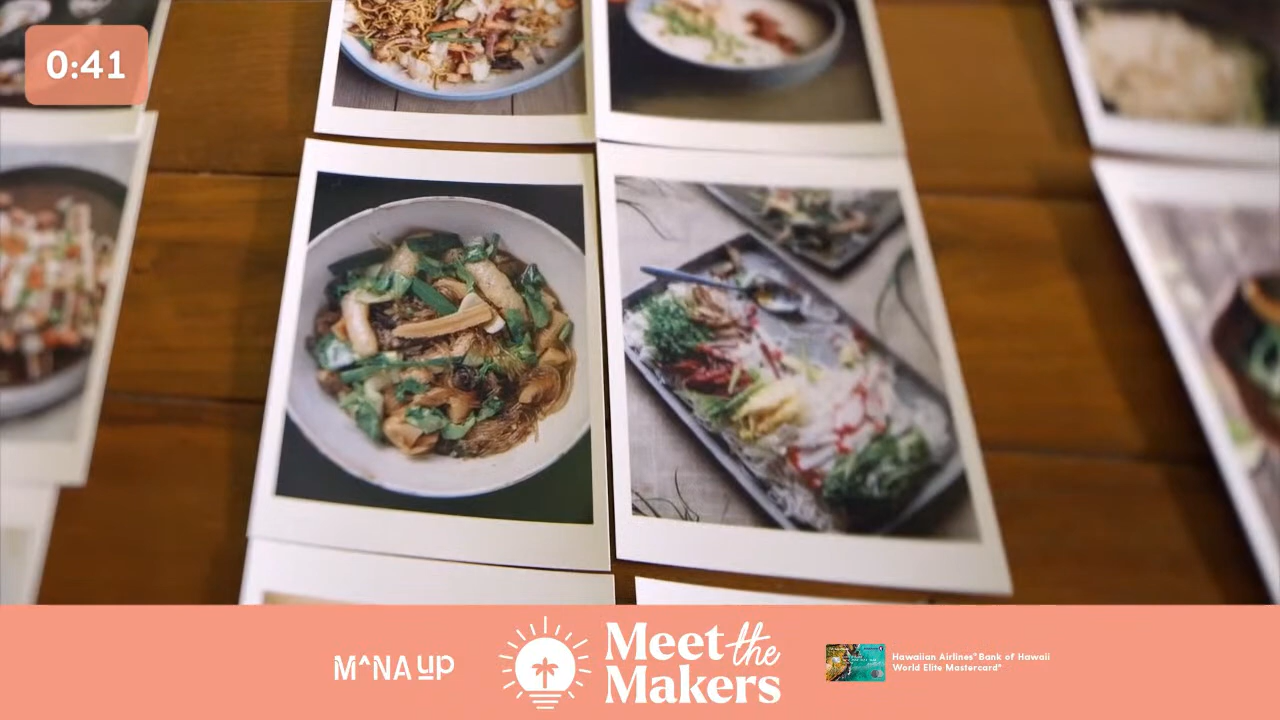 0:41
M^NA UP
Meet the
Makers
Hawaiian Airlines® Bank of Hawaii
World Elite Mastercard®